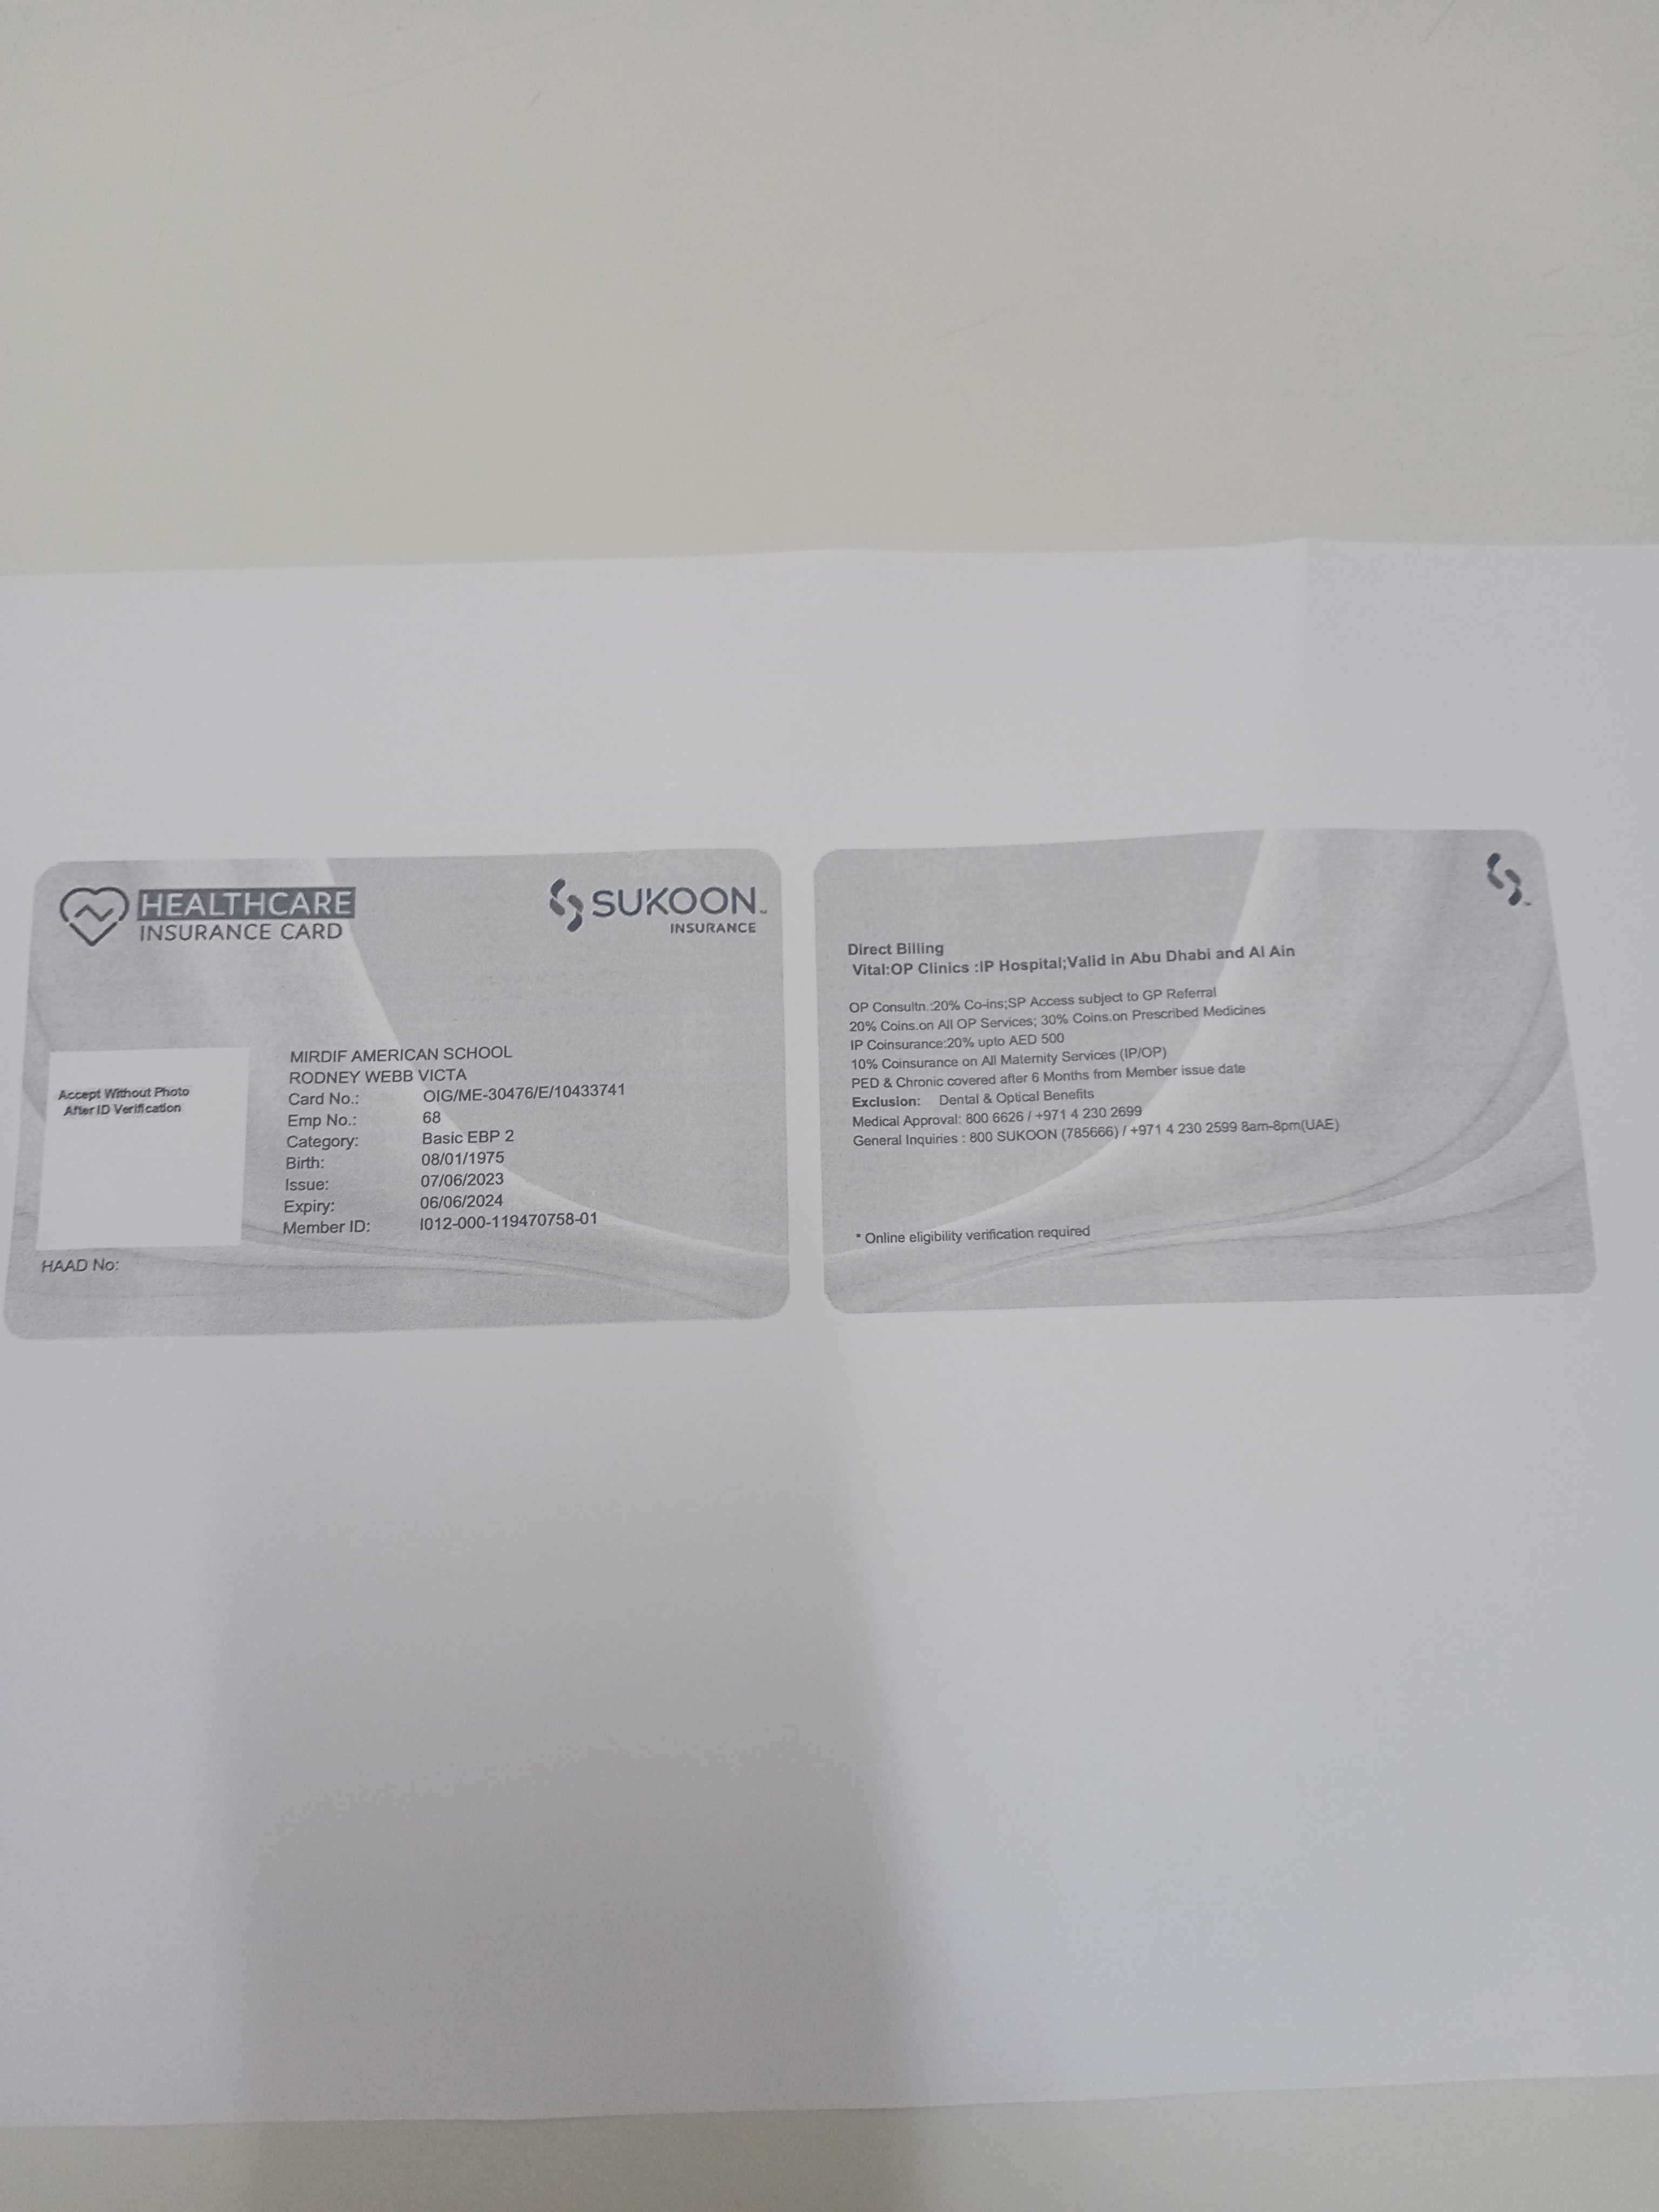 HEALTHCARE
INSURANCE CARD
SUKOON™
INSURANCE
Accept Without Photo
After ID Verification
MIRDIF AMERICAN SCHOOL
RODNEY WEBB VICTA
Card No.: OIG/ME-30476/E/10433741
Emp No.: 68
Category: Basic EBP 2
Birth: 08/01/1975
Issue: 07/06/2023
Expiry: 06/06/2024
Member ID: I012-000-119470758-01
HAAD No:
Direct Billing
Vital:OP Clinics :IP Hospital;Valid in Abu Dhabi and Al Ain
OP Consultn.:20% Co-ins;SP Access subject to GP Referral
20% Coins.on All OP Services; 30% Coins.on Prescribed Medicines
IP Coinsurance:20% upto AED 500
10% Coinsurance on All Maternity Services (IP/OP)
PED & Chronic covered after 6 Months from Member issue date
Exclusion: Dental & Optical Benefits
Medical Approval: 800 6626 / +971 4 230 2699
General Inquiries : 800 SUKOON (785666) / +971 4 230 2599 8am-8pm(UAE)
* Online eligibility verification required